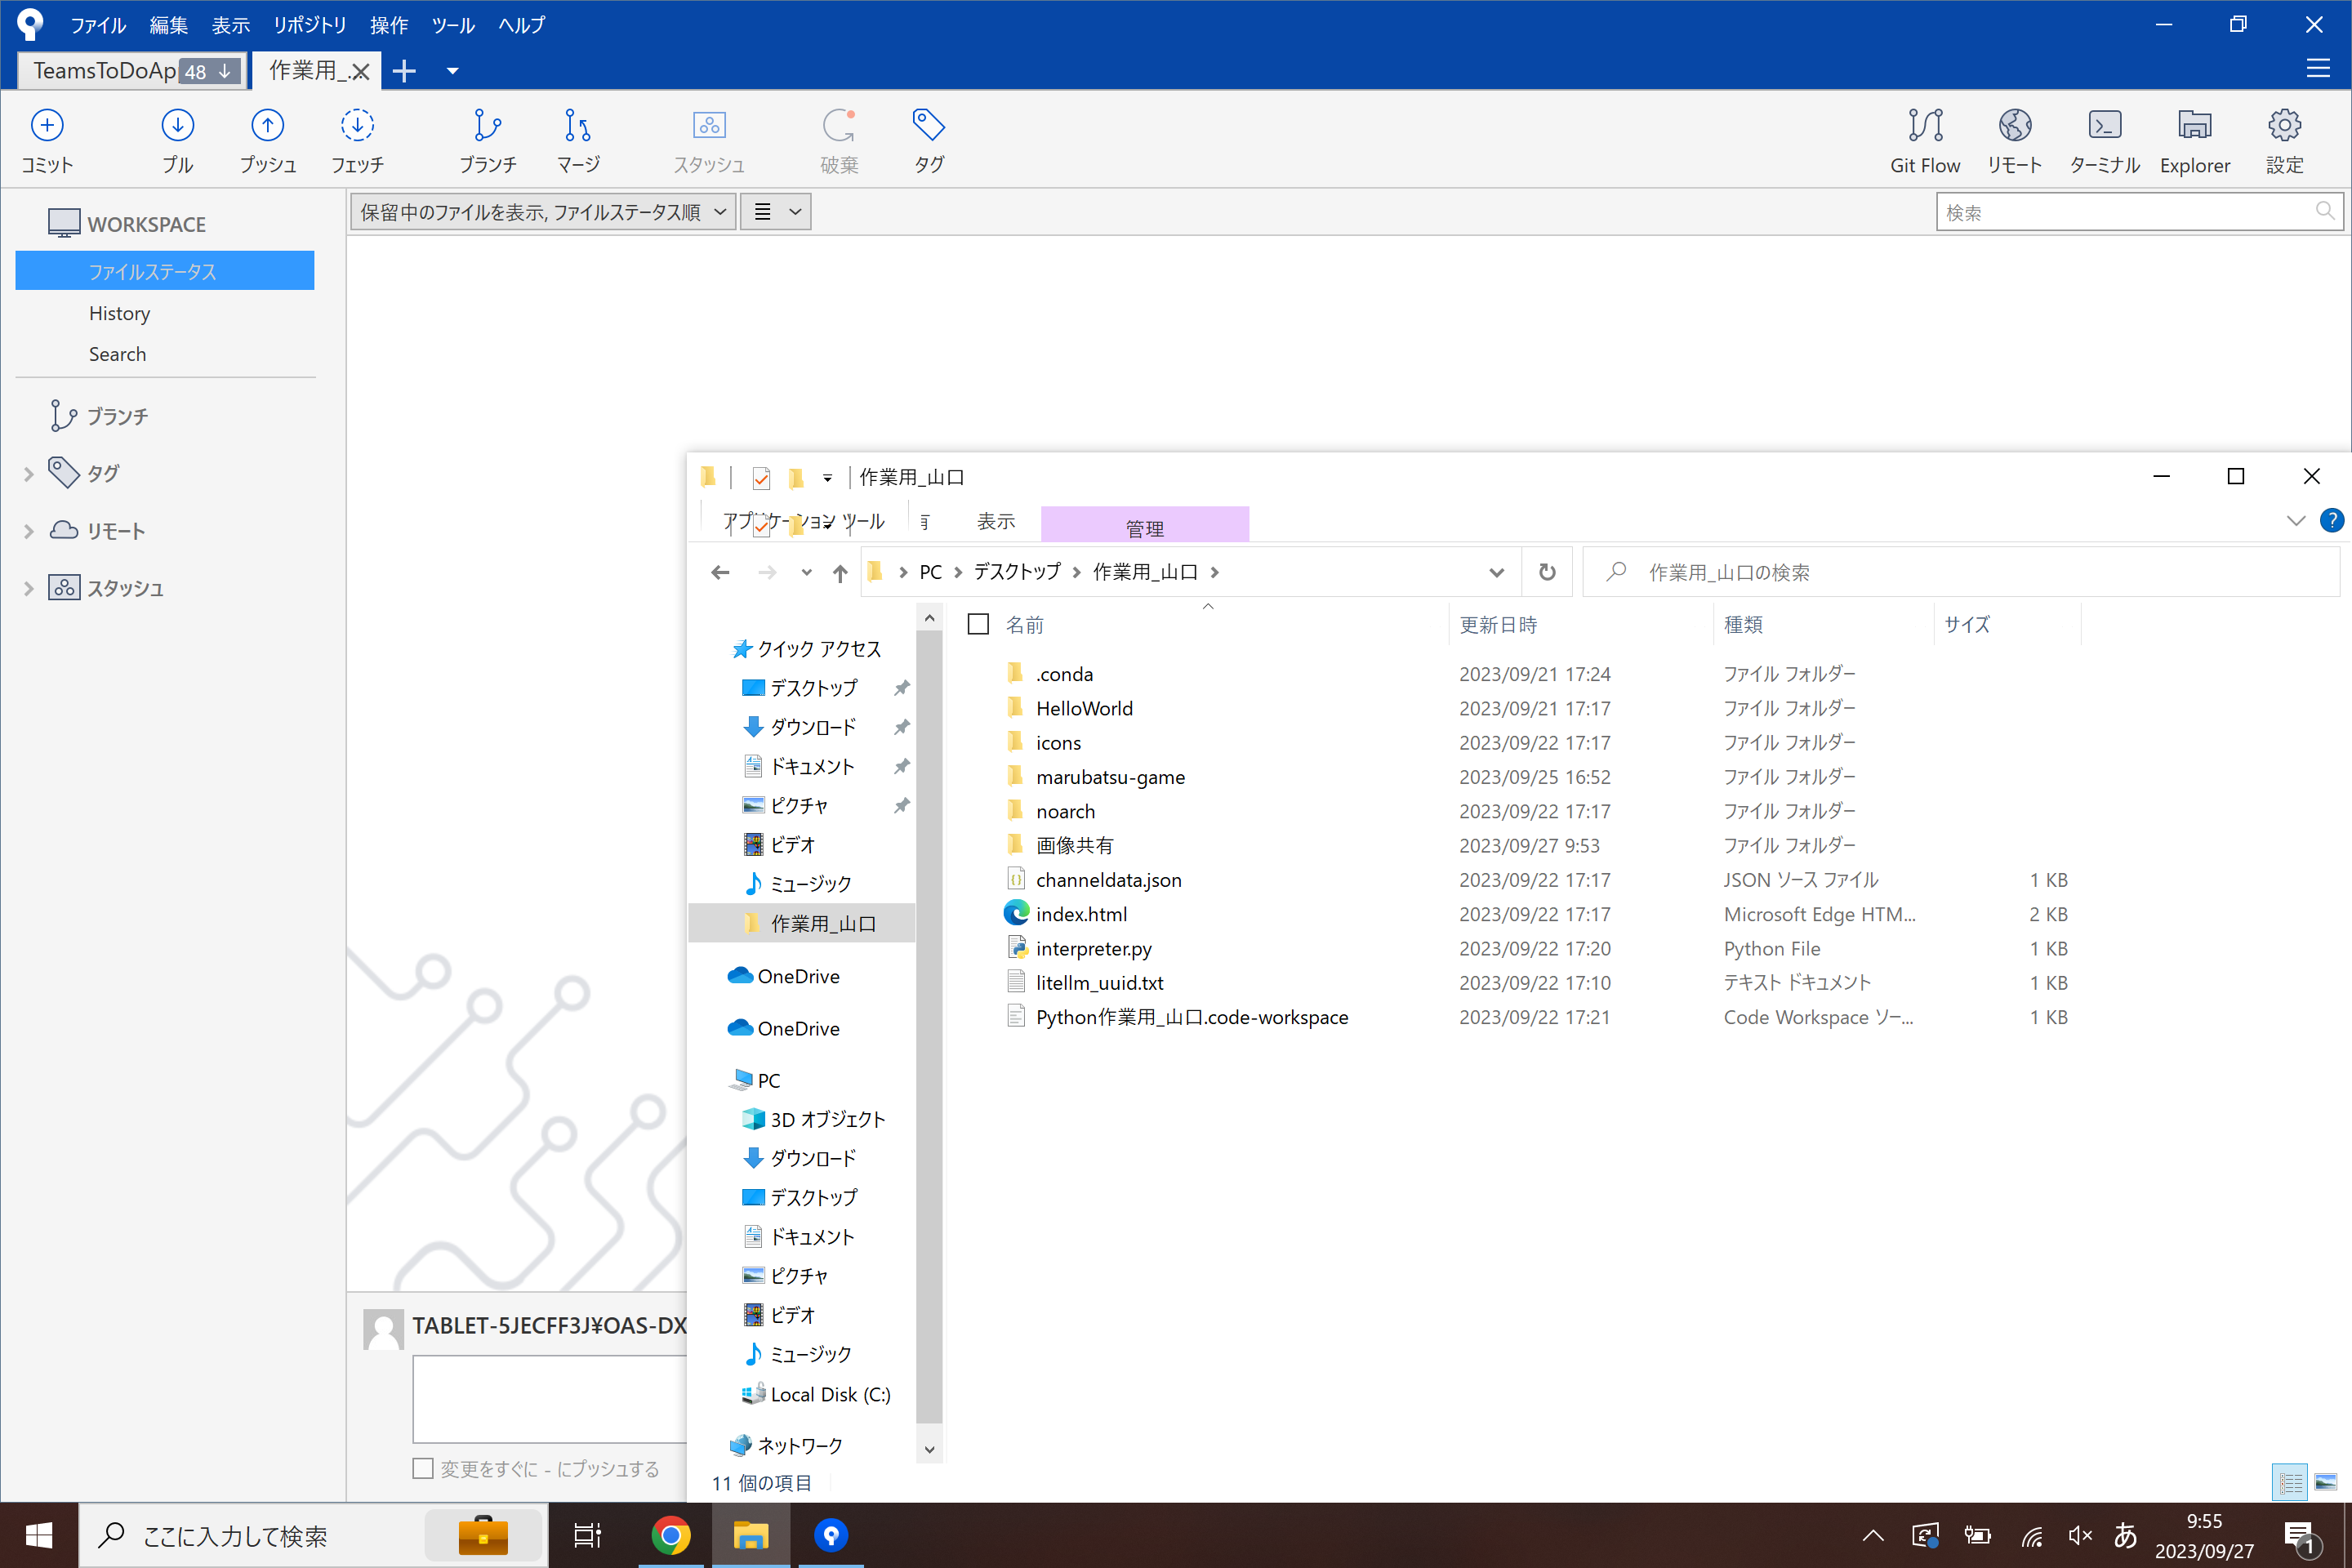 ファイル 編集 表示 リポジトリ 操作 ツール ヘルプ
TeamsToDoAp 48 作業用_...
コミット プル プッシュ フェッチ ブランチ マージ スタッシュ 破棄 タグ Git Flow リモート ターミナル Explorer 設定
WORKSPACE
ファイルステータス
History
Search
ブランチ
タグ
リモート
スタッシュ
保留中のファイルを表示, ファイルステータス順
検索
作業用_山口
アプリケーション ツール 表示 管理
PC デスクトップ 作業用_山口
作業用_山口の検索
クイック アクセス
デスクトップ
ダウンロード
ドキュメント
ピクチャ
ビデオ
ミュージック
作業用_山口
OneDrive
OneDrive
PC
3D オブジェクト
ダウンロード
デスクトップ
ドキュメント
ピクチャ
ビデオ
ミュージック
Local Disk (C:)
ネットワーク
名前 更新日時 種類 サイズ
.conda 2023/09/21 17:24 ファイル フォルダー
HelloWorld 2023/09/21 17:17 ファイル フォルダー
icons 2023/09/22 17:17 ファイル フォルダー
marubatsu-game 2023/09/25 16:52 ファイル フォルダー
noarch 2023/09/22 17:17 ファイル フォルダー
画像共有 2023/09/27 9:53 ファイル フォルダー
channeldata.json 2023/09/22 17:17 JSON ソース ファイル 1 KB
index.html 2023/09/22 17:17 Microsoft Edge HTM... 2 KB
interpreter.py 2023/09/22 17:20 Python File 1 KB
litellm_uuid.txt 2023/09/22 17:10 テキスト ドキュメント 1 KB
Python作業用_山口.code-workspace 2023/09/22 17:21 Code Workspace ソー... 1 KB
11 個の項目
TABLET-5JECFF3J¥OAS-DX
変更をすぐに - にプッシュする
ここに入力して検索
あ
9:55
2023/09/27
1